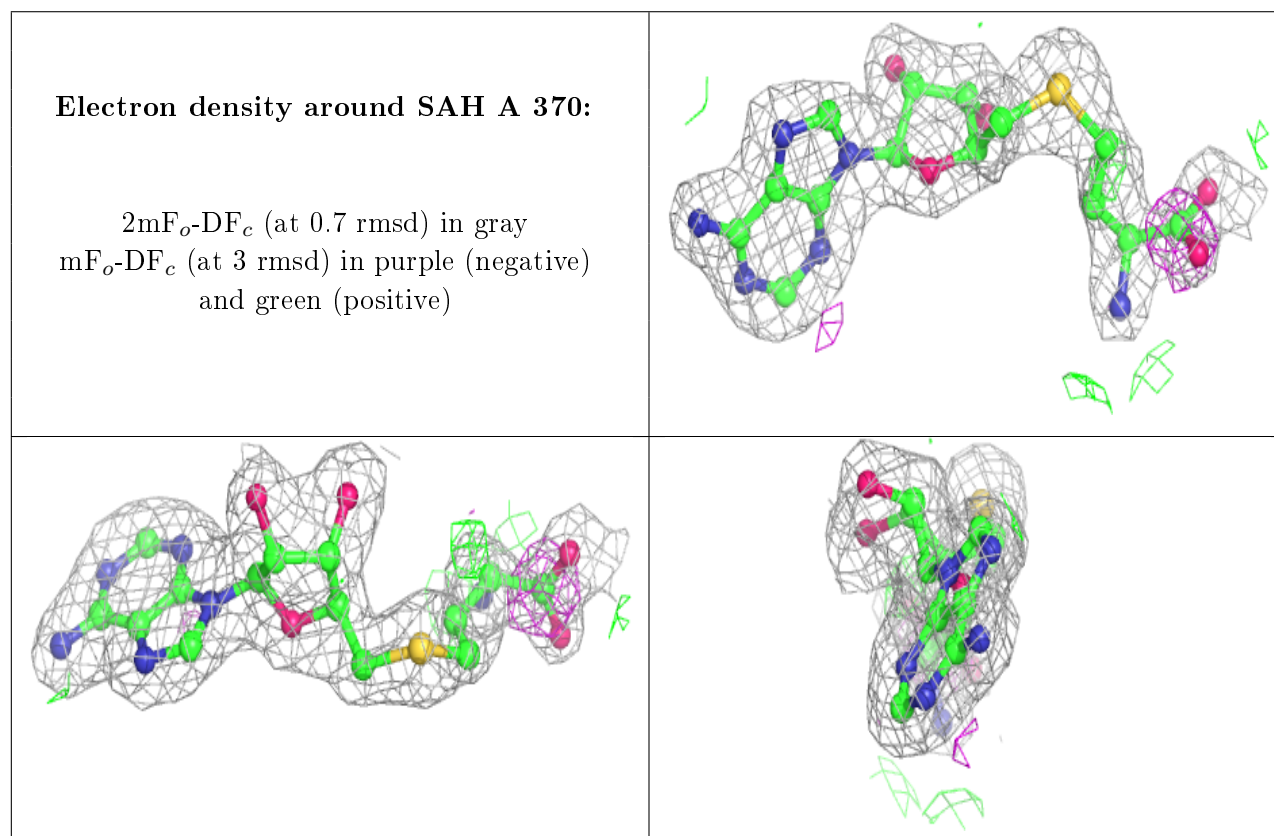 Electron density around SAH A 370:
2mFₒ-DF𝑐 (at 0.7 rmsd) in gray
mFₒ-DF𝑐 (at 3 rmsd) in purple (negative)
and green (positive)